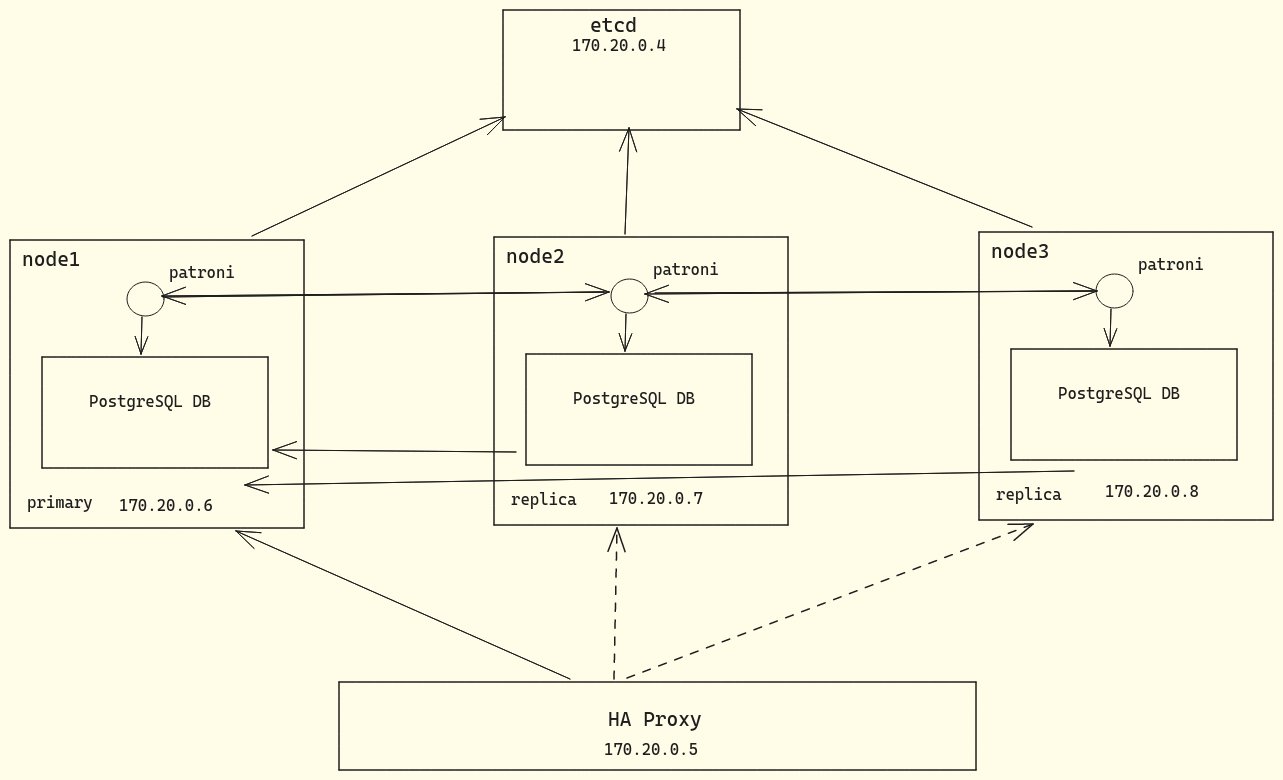 etcd
170.20.0.4
node1
patroni
PostgreSQL DB
primary 170.20.0.6
node2
patroni
PostgreSQL DB
replica 170.20.0.7
node3
patroni
PostgreSQL DB
replica 170.20.0.8
HA Proxy
170.20.0.5